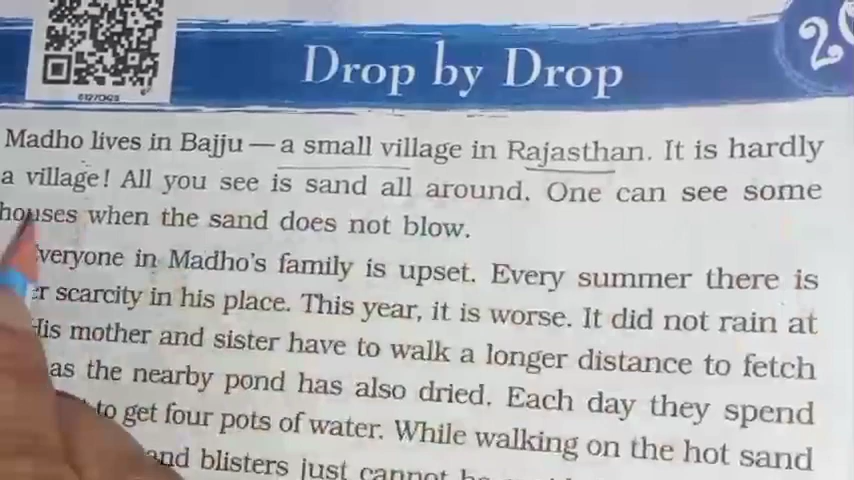 Drop by Drop
Madho lives in Bajju — a small village in Rajasthan. It is hardly
a village! All you see is sand all around. One can see some
houses when the sand does not blow.
Everyone in Madho's family is upset. Every summer there is
scarcity in his place. This year, it is worse. It did not rain at
His mother and sister have to walk a longer distance to fetch
as the nearby pond has also dried. Each day they spend
to get four pots of water. While walking on the hot sand
and blisters just cannot